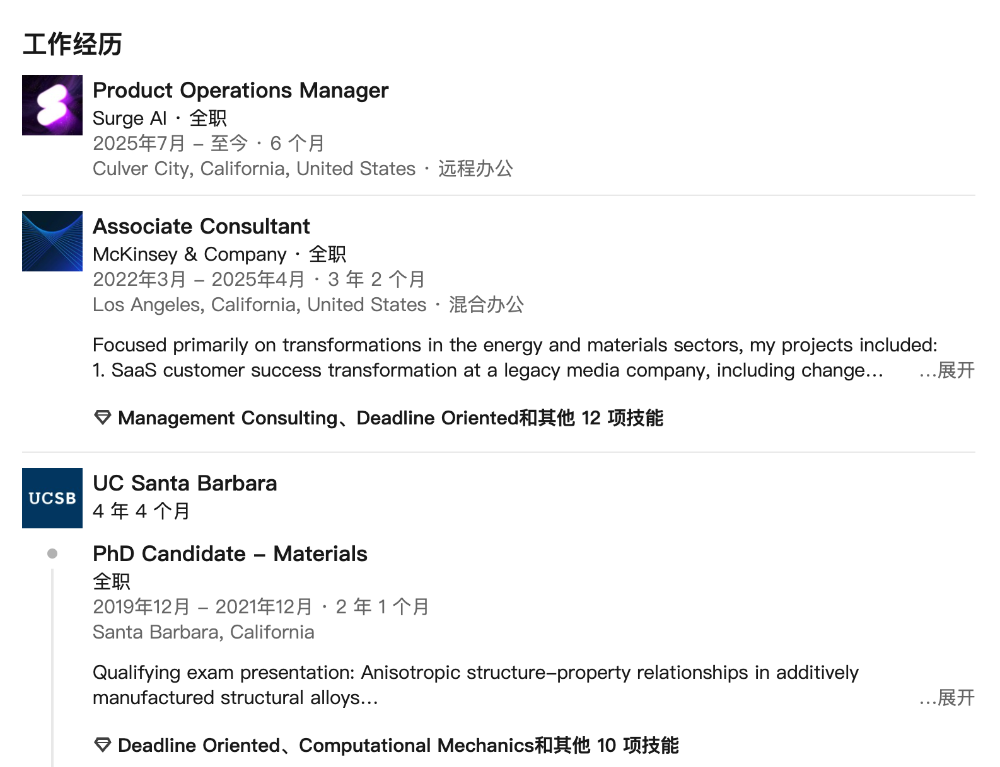 工作经历
Product Operations Manager
Surge AI · 全职
2025年7月 – 至今 · 6 个月
Culver City, California, United States · 远程办公
Associate Consultant
McKinsey & Company · 全职
2022年3月 – 2025年4月 · 3 年 2 个月
Los Angeles, California, United States · 混合办公
Focused primarily on transformations in the energy and materials sectors, my projects included:
1. SaaS customer success transformation at a legacy media company, including change… …展开
Management Consulting、Deadline Oriented和其他 12 项技能
UCSB
UC Santa Barbara
4 年 4 个月
PhD Candidate – Materials
全职
2019年12月 – 2021年12月 · 2 年 1 个月
Santa Barbara, California
Qualifying exam presentation: Anisotropic structure–property relationships in additively
manufactured structural alloys… …展开
Deadline Oriented、Computational Mechanics和其他 10 项技能